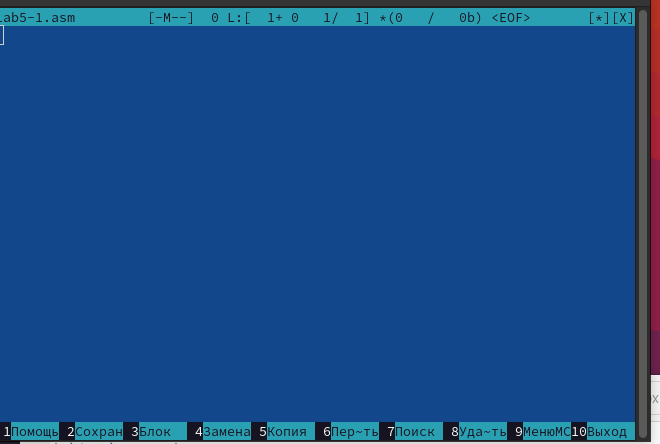 lab5-1.asm [-M--] 0 L:[ 1+ 0 1/ 1] *(0 / 0b) <EOF> [*][X]
1Помощь 2Сохран 3Блок 4Замена 5Копия 6Пер~ть 7Поиск 8Уда~ть 9МенюMC 10Выход
X